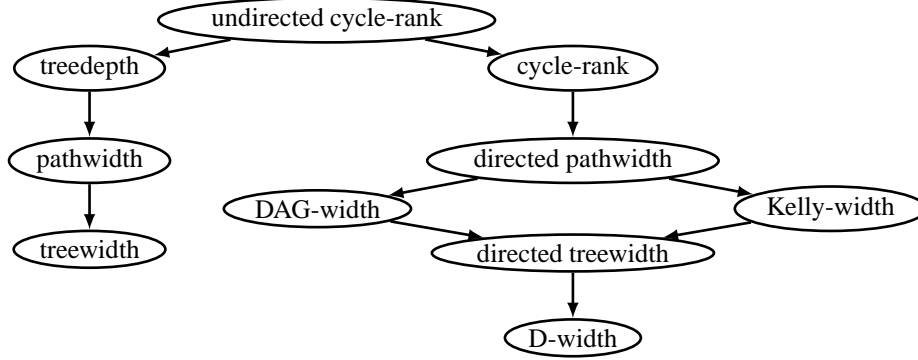 undirected cycle-rank
treedepth
cycle-rank
pathwidth
directed pathwidth
DAG-width
Kelly-width
treewidth
directed treewidth
D-width